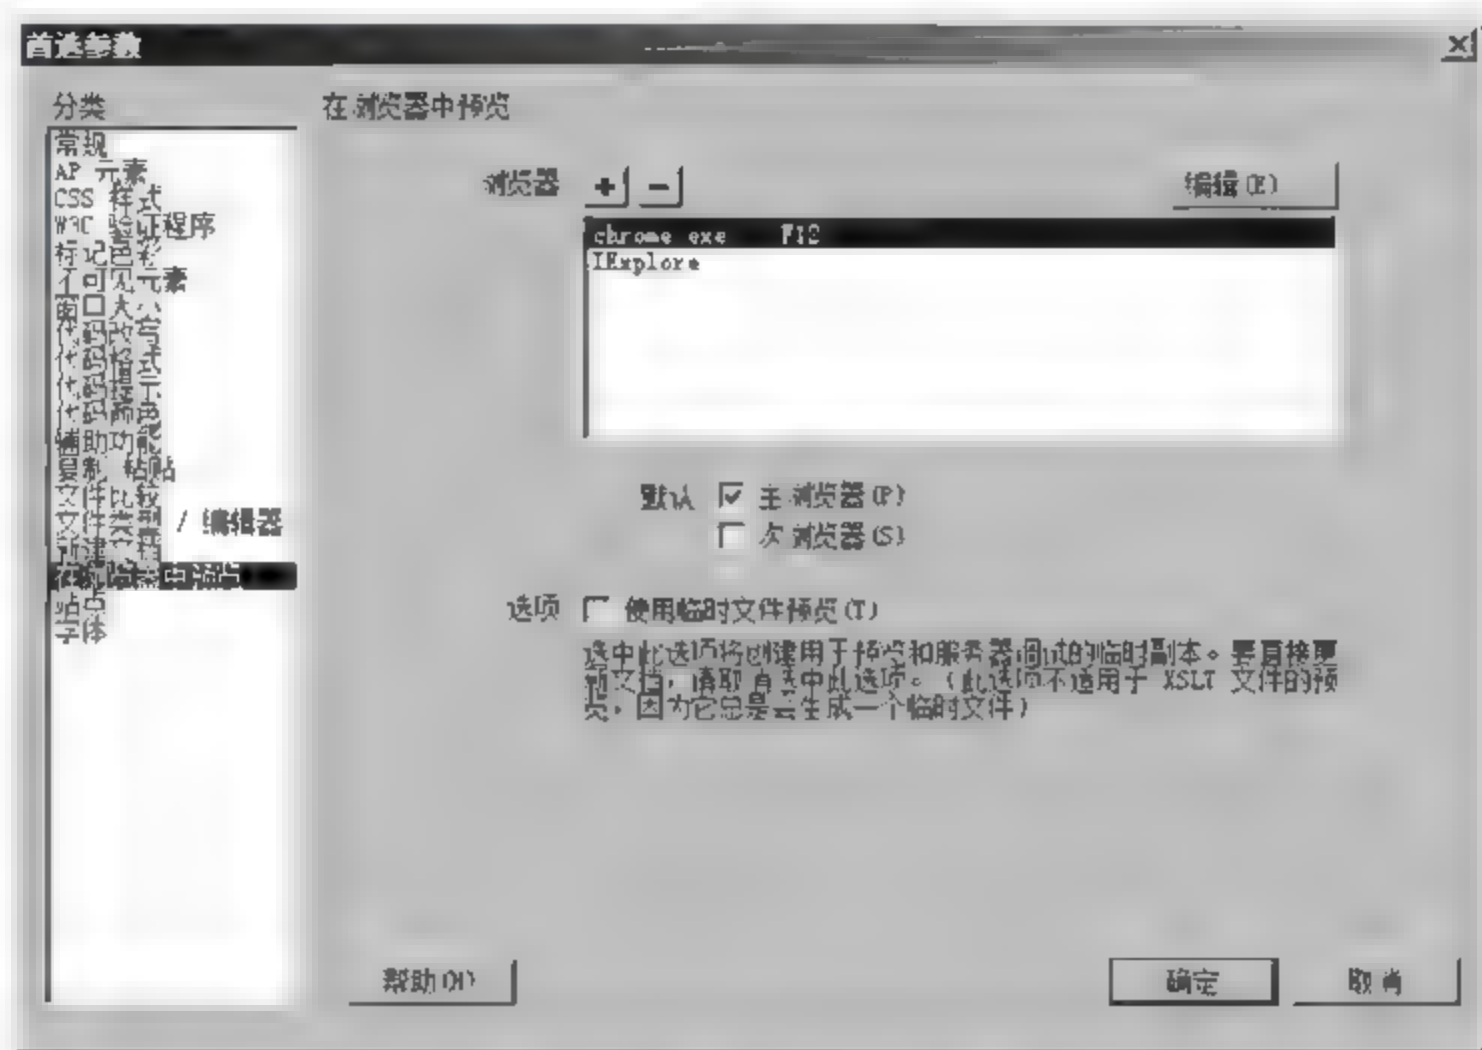 首选参数
分类
常规
AP 元素
CSS 样式
W3C 验证程序
标记色彩
不可见元素
窗口大小
代码改写
代码格式
代码提示
代码颜色
辅助功能
复制 粘贴
文件比较
文件类型 / 编辑器
新建文档
在浏览器中预览
站点
字体
在浏览器中预览
浏览器 + - 编辑(E)
chrome exe F12
IExplore
默认 主浏览器(P)
次浏览器(S)
选项 使用临时文件预览(T)
选中此选项将创建用于预览和服务器调试的临时副本。要直接更
新文档,请取消选中此选项。(此选项不适用于 XSLT 文件的预
览,因为它总是会生成一个临时文件)
帮助(H) 确定 取消